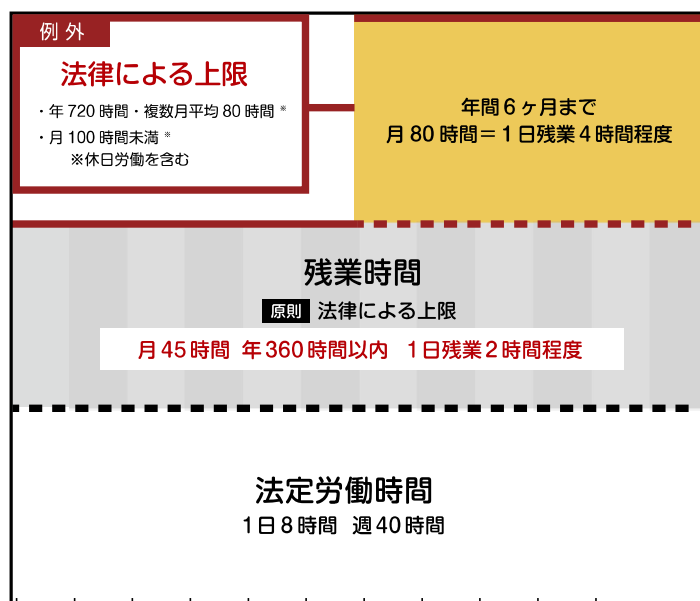 例外
法律による上限
・年720時間・複数月平均80時間 ※
・月100時間未満 ※
※休日労働を含む
年間6ヶ月まで
月80時間＝1日残業4時間程度
残業時間
原則 法律による上限
月45時間 年360時間以内 1日残業2時間程度
法定労働時間
1日8時間 週40時間